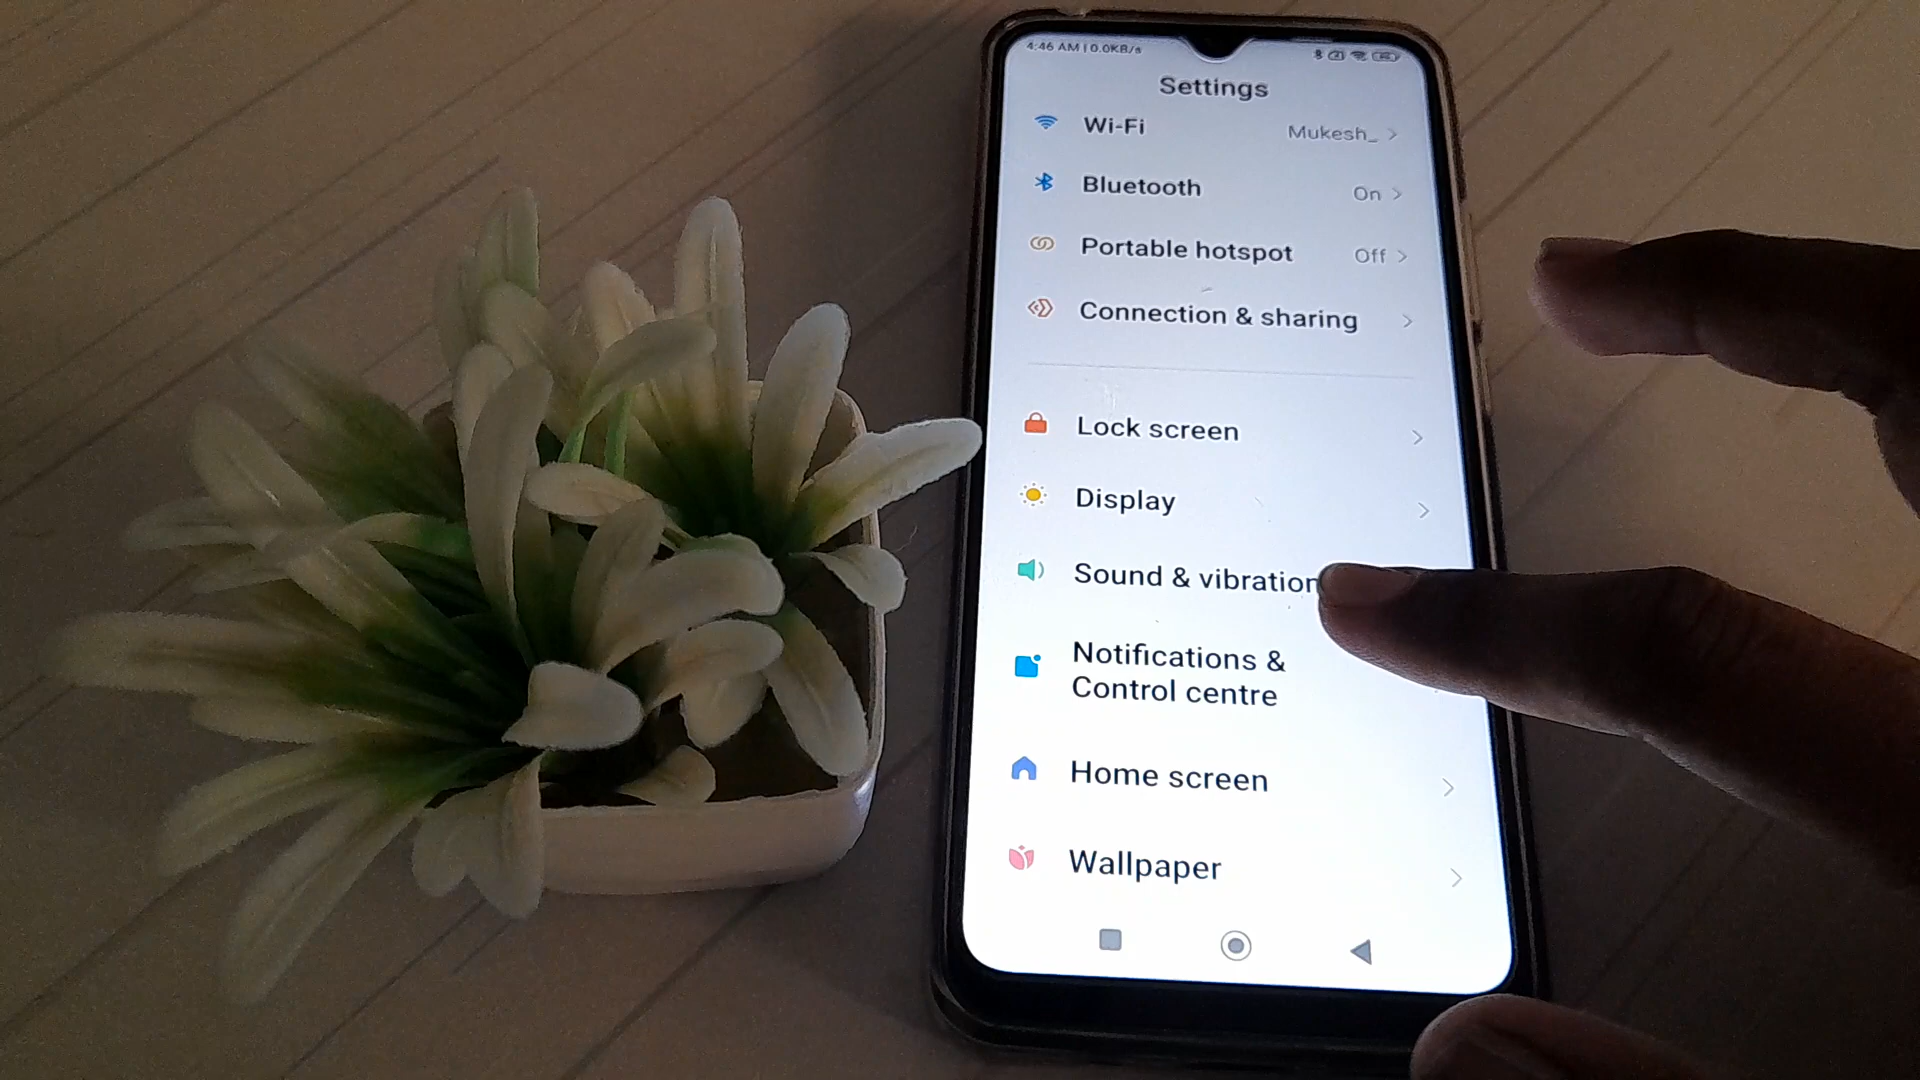 4:46 AM | 0.0KB/s
Settings
Wi-Fi Mukesh_
Bluetooth On
Portable hotspot Off
Connection & sharing
Lock screen
Display
Sound & vibration
Notifications &
Control centre
Home screen
Wallpaper